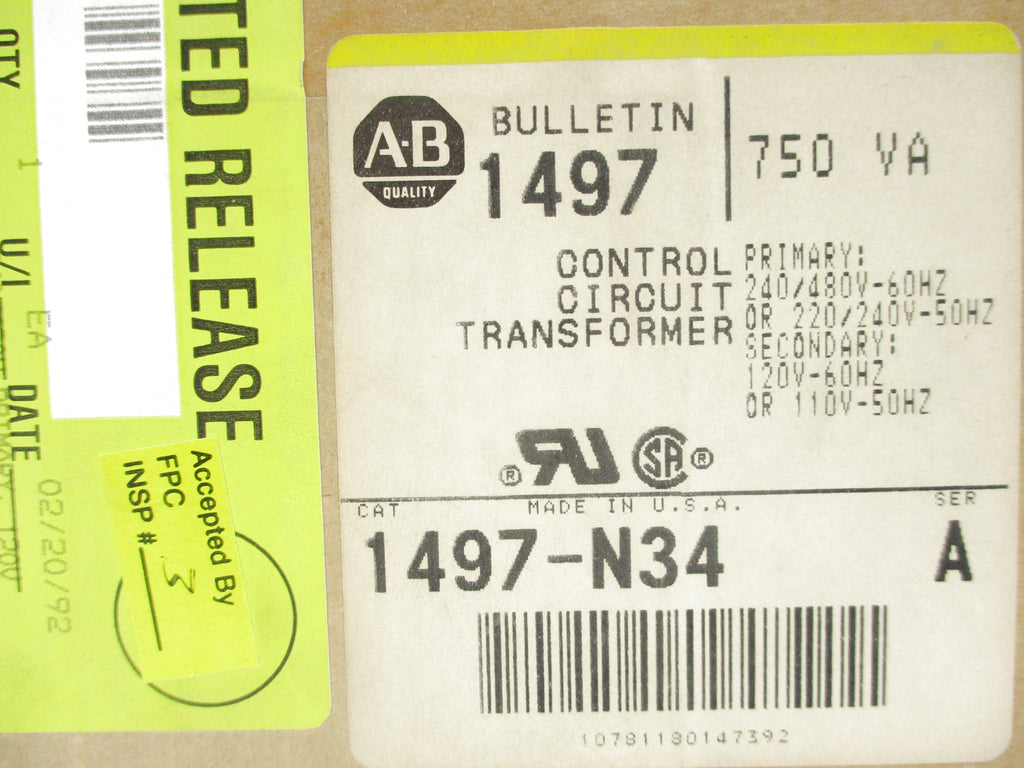 TED RELEASE
QTY
1
U/I
EA
DATE
02/20/92
Accepted By
FPC
INSP # 3
A-B
QUALITY
BULLETIN
1497
750 VA
CONTROL
CIRCUIT
TRANSFORMER
PRIMARY:
240/480V-60HZ
OR 220/240V-50HZ
SECONDARY:
120V-60HZ
OR 110V-50HZ
® RU SA ®
MADE IN U.S.A.
CAT
1497-N34
SER
A
10781180147392